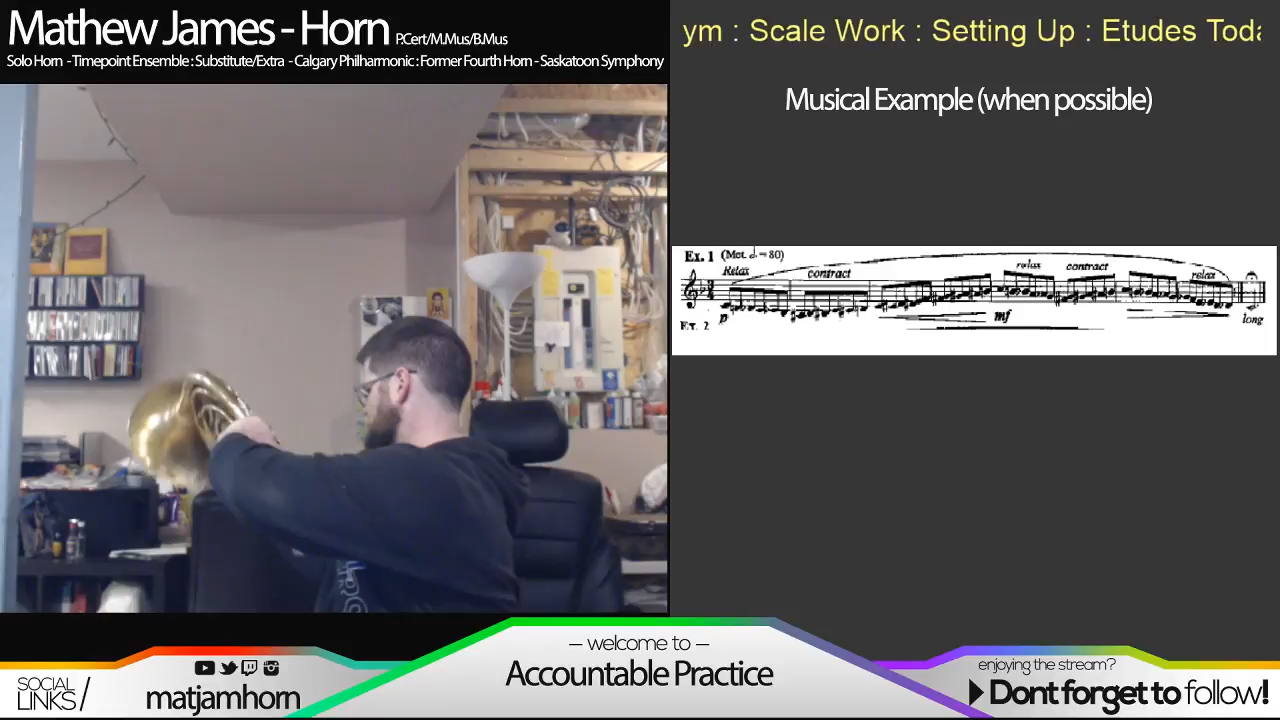 Mathew James - Horn P.Cert/M.Mus/B.Mus
Solo Horn - Timepoint Ensemble : Substitute/Extra - Calgary Philharmonic : Former Fourth Horn - Saskatoon Symphony
ym : Scale Work : Setting Up : Etudes Toda
Musical Example (when possible)
Ex. 1 (Met. 𝅗𝅥. = 80)
Relax contract relax contract relax
p mf long
Ex. 2
SOCIAL LINKS /
matjamhorn
— welcome to —
Accountable Practice
enjoying the stream?
Dont forget to follow!